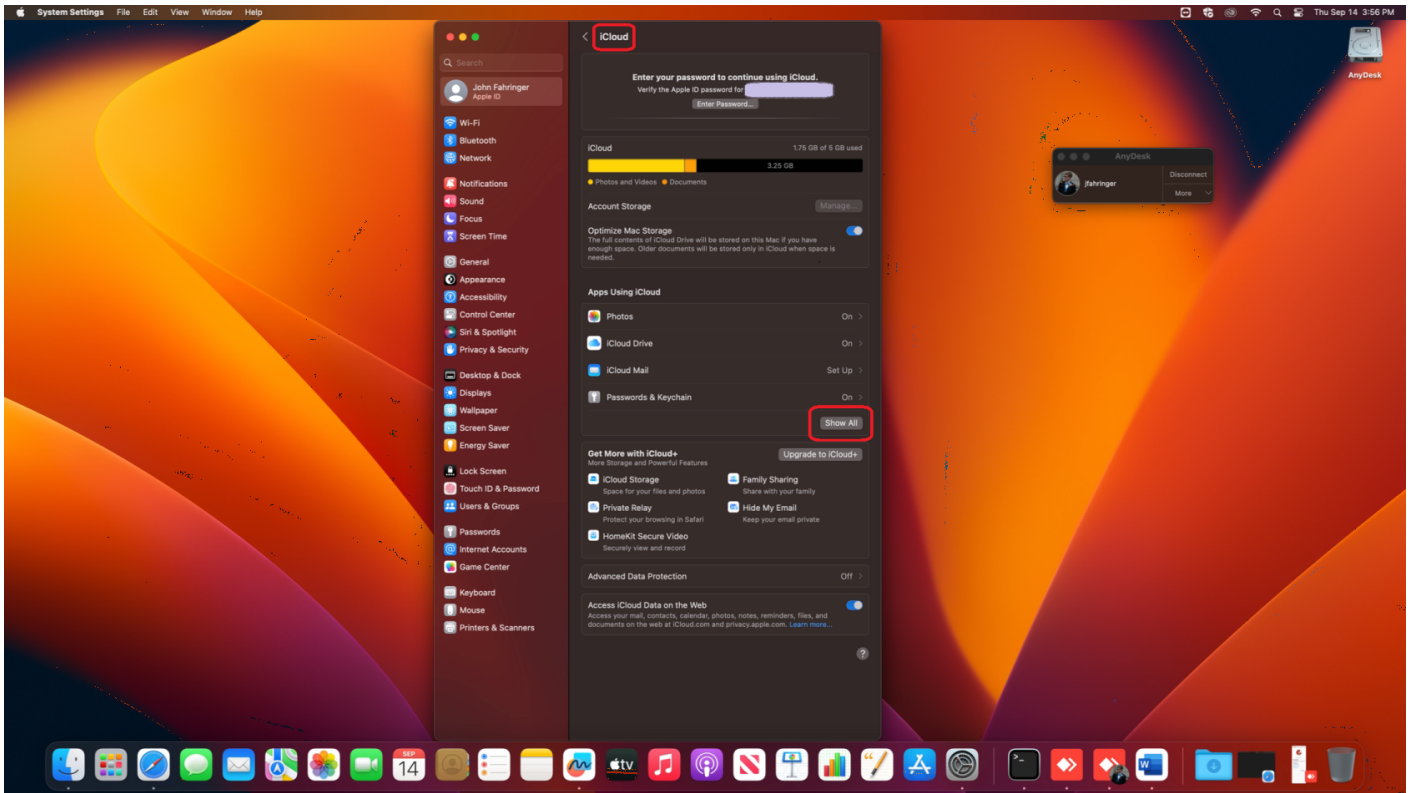 System Settings File Edit View Window Help
Thu Sep 14 3:56 PM
Search
John Fahringer
Apple ID
Wi-Fi
Bluetooth
Network
Notifications
Sound
Focus
Screen Time
General
Appearance
Accessibility
Control Center
Siri & Spotlight
Privacy & Security
Desktop & Dock
Displays
Wallpaper
Screen Saver
Energy Saver
Lock Screen
Touch ID & Password
Users & Groups
Passwords
Internet Accounts
Game Center
Keyboard
Mouse
Printers & Scanners
iCloud
Enter your password to continue using iCloud.
Verify the Apple ID password for
Enter Password...
iCloud 1.75 GB of 5 GB used
3.25 GB
Photos and Videos Documents
Account Storage Manage...
Optimize Mac Storage
The full contents of iCloud Drive will be stored on this Mac if you have
enough space. Older documents will be stored only in iCloud when space is
needed.
Apps Using iCloud
Photos On
iCloud Drive On
iCloud Mail Set Up
Passwords & Keychain On
Show All
Get More with iCloud+ Upgrade to iCloud+
More Storage and Powerful Features
iCloud Storage Family Sharing
Space for your files and photos Share with your family
Private Relay Hide My Email
Protect your browsing in Safari Keep your email private
HomeKit Secure Video
Securely view and record
Advanced Data Protection Off
Access iCloud Data on the Web
Access your mail, contacts, calendar, photos, notes, reminders, files, and
documents on the web at iCloud.com and privacy.apple.com. Learn more...
?
AnyDesk
AnyDesk
jfahringer
Disconnect
More
SEP
14
tv
W